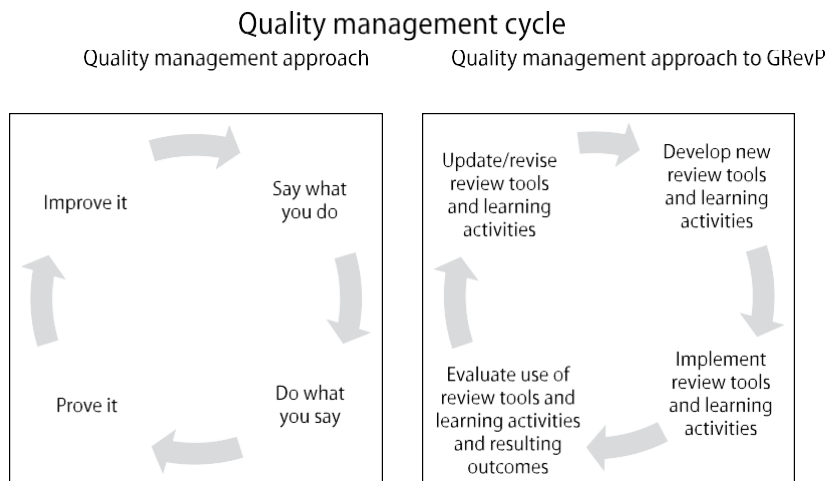 Quality management cycle
Quality management approach
Quality management approach to GRevP
Improve it
Say what
you do
Do what
you say
Prove it
Update/revise
review tools
and learning
activities
Develop new
review tools
and learning
activities
Implement
review tools
and learning
activities
Evaluate use of
review tools and
learning activities
and resulting
outcomes